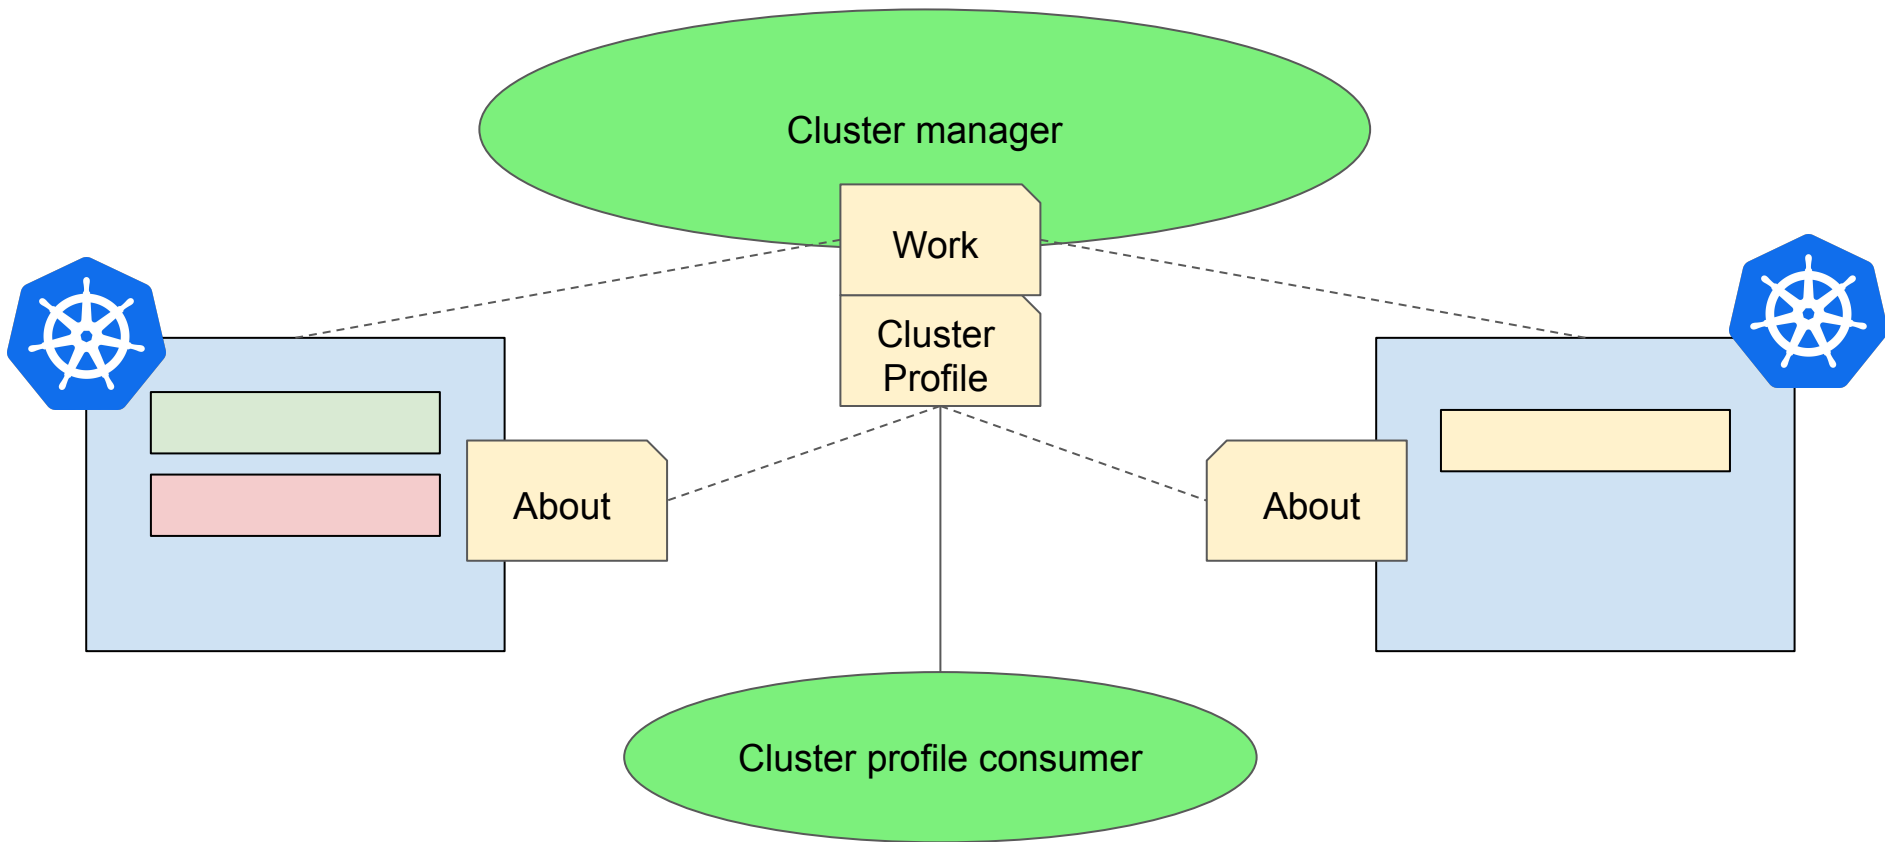 Cluster manager
Work
Cluster
Profile
About
About
Cluster profile consumer